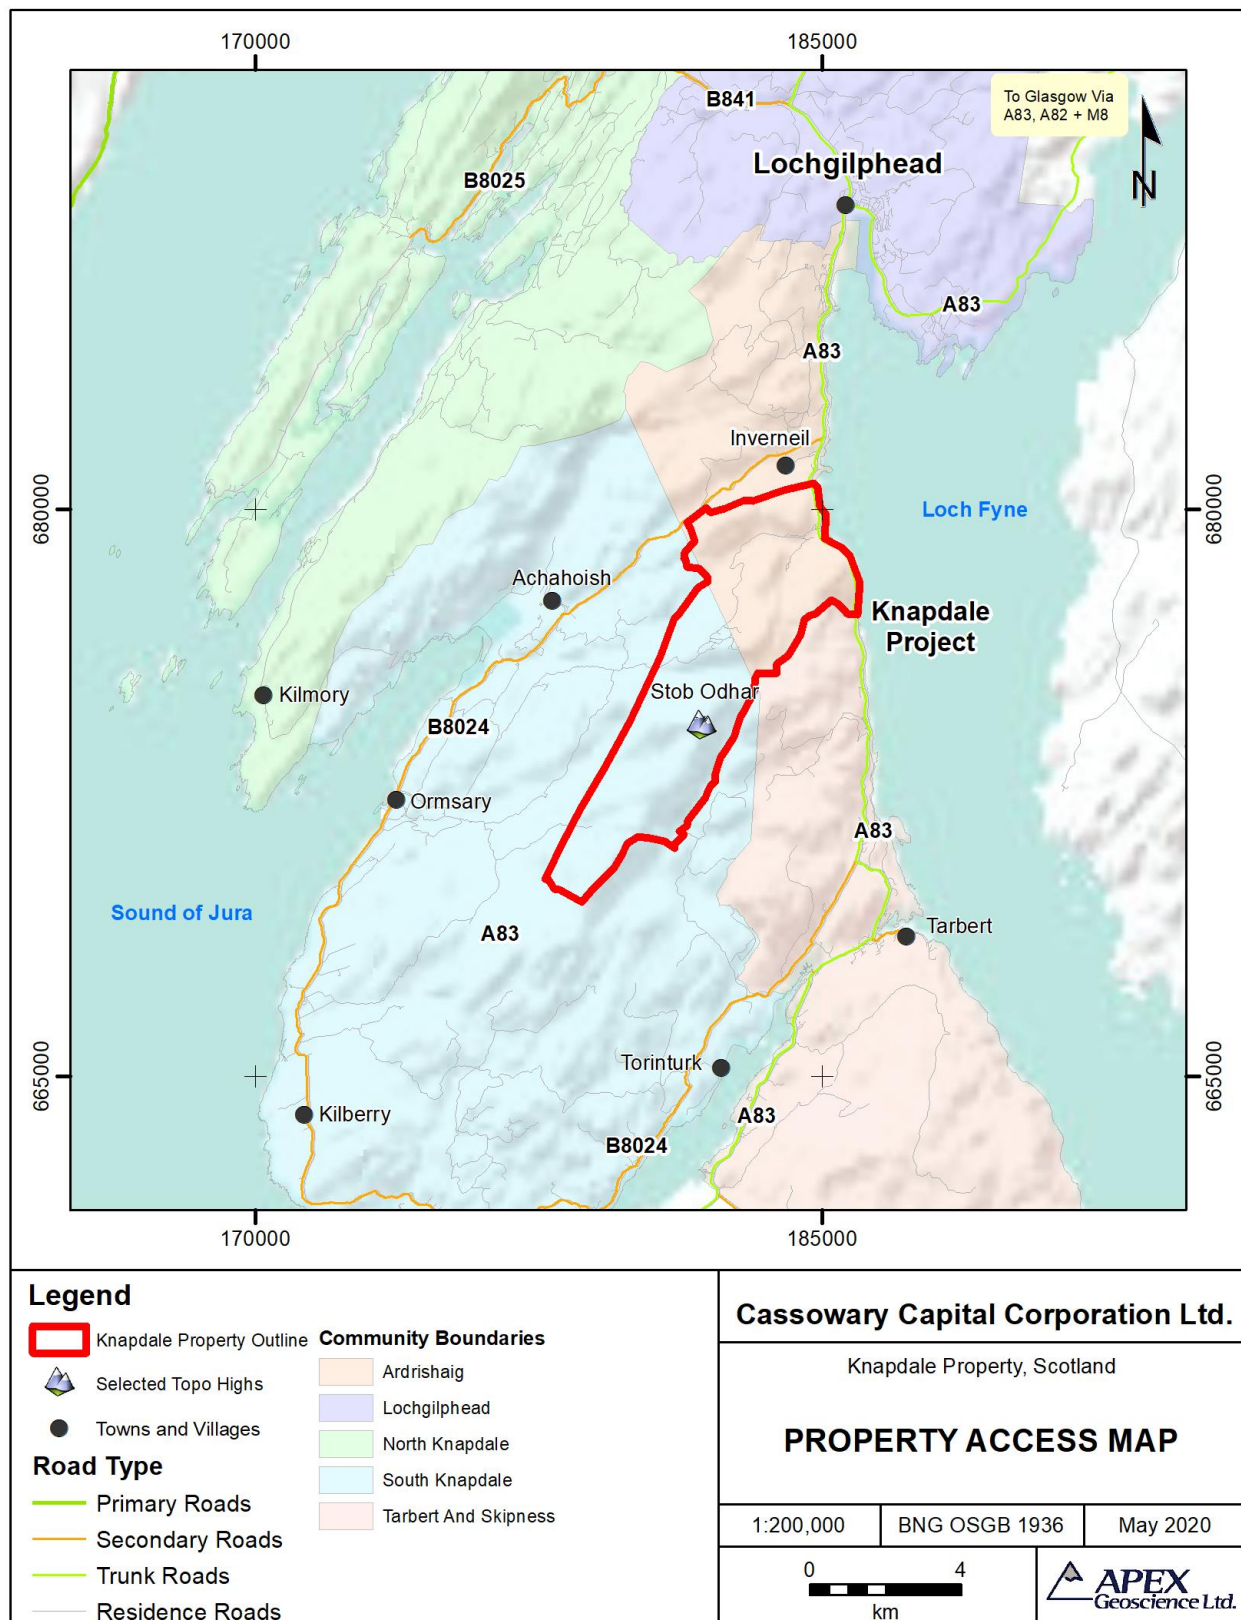 170000
185000
To Glasgow Via
A83, A82 + M8
N
B841
Lochgilphead
B8025
A83
A83
Inverneil
680000
680000
Loch Fyne
Achahoish
Knapdale
Project
Stob Odhar
Kilmory
B8024
Ormsary
A83
Sound of Jura
A83
Tarbert
665000
665000
Torinturk
Kilberry
A83
B8024
170000
185000
Legend
Knapdale Property Outline
Selected Topo Highs
Towns and Villages
Road Type
Primary Roads
Secondary Roads
Trunk Roads
Residence Roads
Community Boundaries
Ardrishaig
Lochgilphead
North Knapdale
South Knapdale
Tarbert And Skipness
Cassowary Capital Corporation Ltd.
Knapdale Property, Scotland
PROPERTY ACCESS MAP
1:200,000
BNG OSGB 1936
May 2020
0 4
km
APEX
Geoscience Ltd.